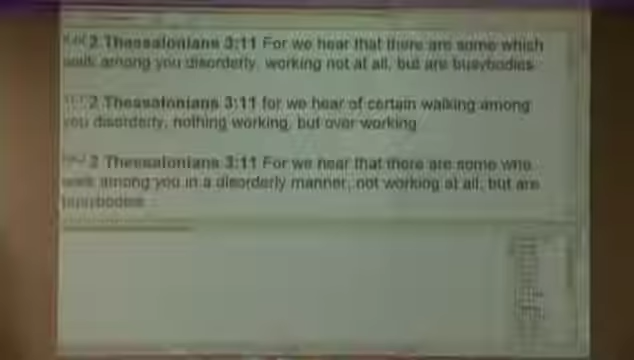 2 Thessalonians 3:11 For we hear that there are some which
walk among you disorderly, working not at all, but are busybodies
2 Thessalonians 3:11 for we hear of certain walking among
you disorderly, nothing working, but over working
2 Thessalonians 3:11 For we hear that there are some who
walk among you in a disorderly manner, not working at all, but are
busybodies